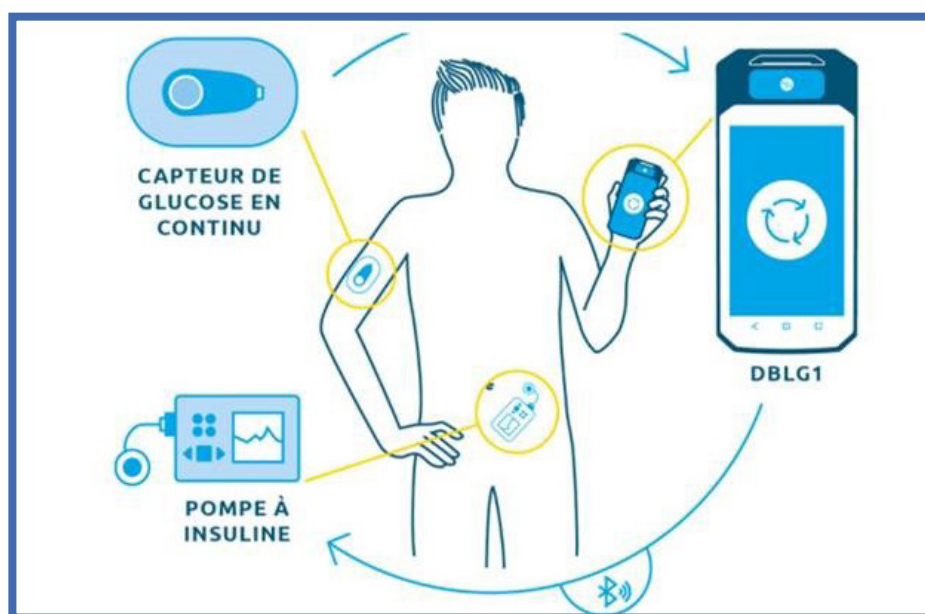 CAPTEUR DE
GLUCOSE EN
CONTINU
DBLG1
POMPE À
INSULINE